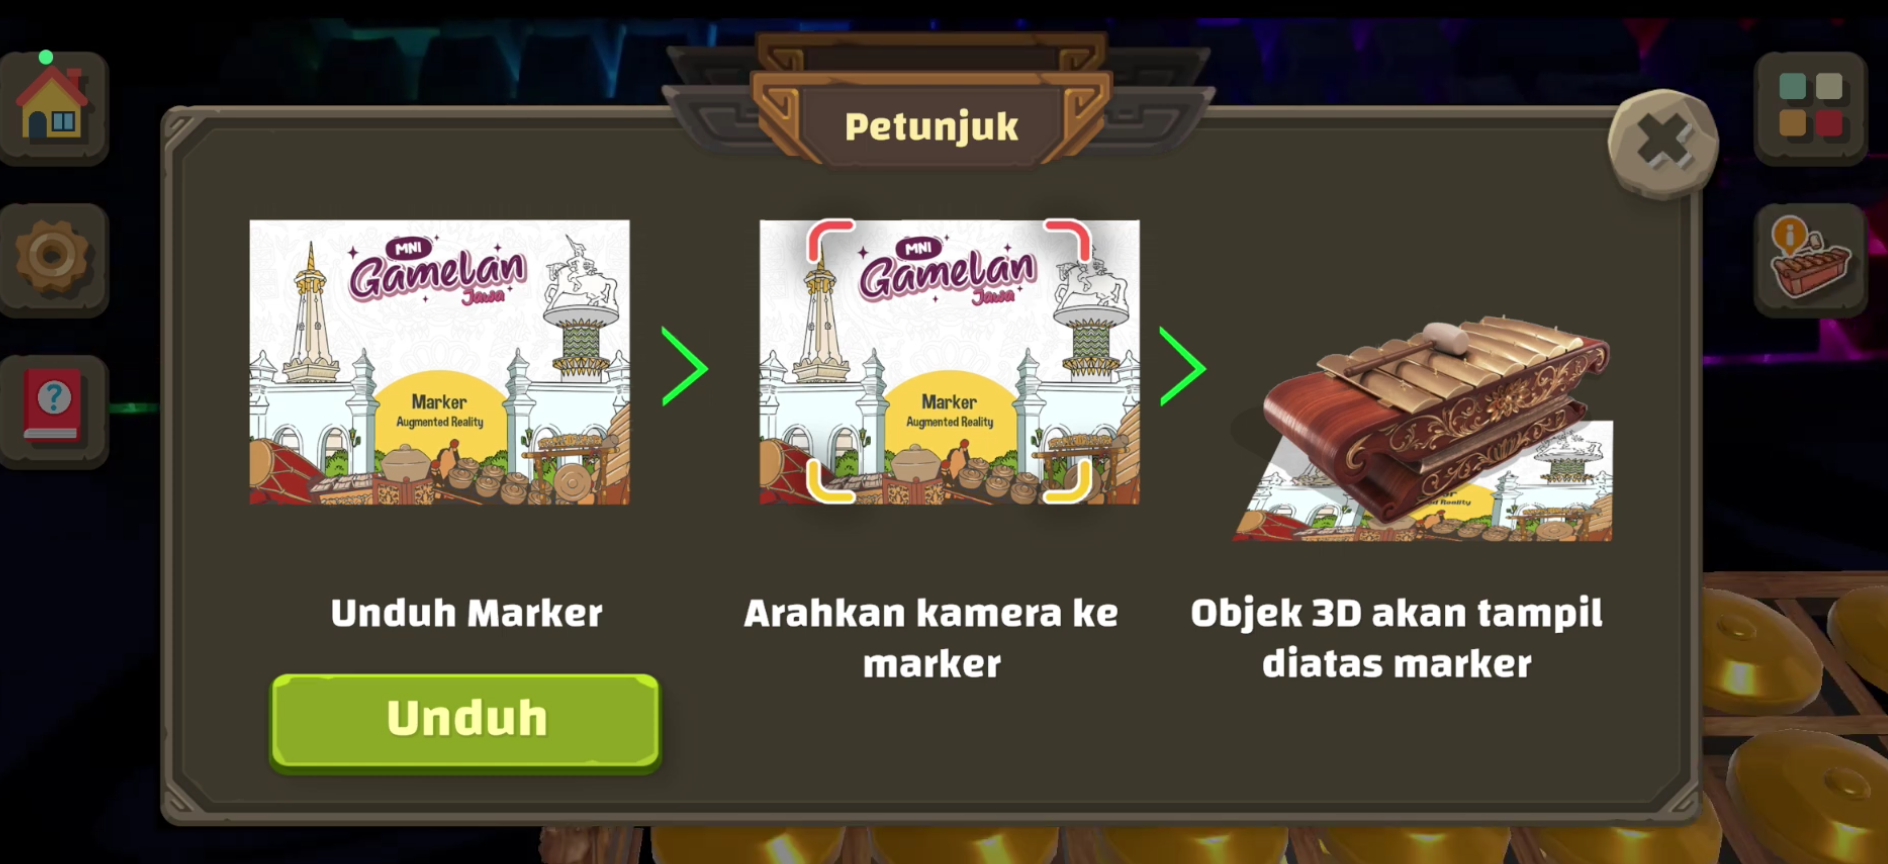 Petunjuk
MNI
Gamelan
Jawa
Marker
Augmented Reality
MNI
Gamelan
Jawa
Marker
Augmented Reality
Reality
Unduh Marker
Arahkan kamera ke
marker
Objek 3D akan tampil
diatas marker
Unduh